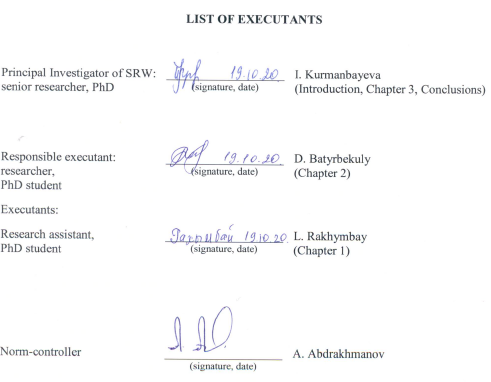 LIST OF EXECUTANTS
Principal Investigator of SRW: 19.10.20 I. Kurmanbayeva
senior researcher, PhD (signature, date) (Introduction, Chapter 3, Conclusions)
Responsible executant: 19.10.20 D. Batyrbekuly
researcher, (signature, date) (Chapter 2)
PhD student
Executants:
Research assistant, 19.10.20 L. Rakhymbay
PhD student (signature, date) (Chapter 1)
Norm-controller A. Abdrakhmanov
(signature, date)